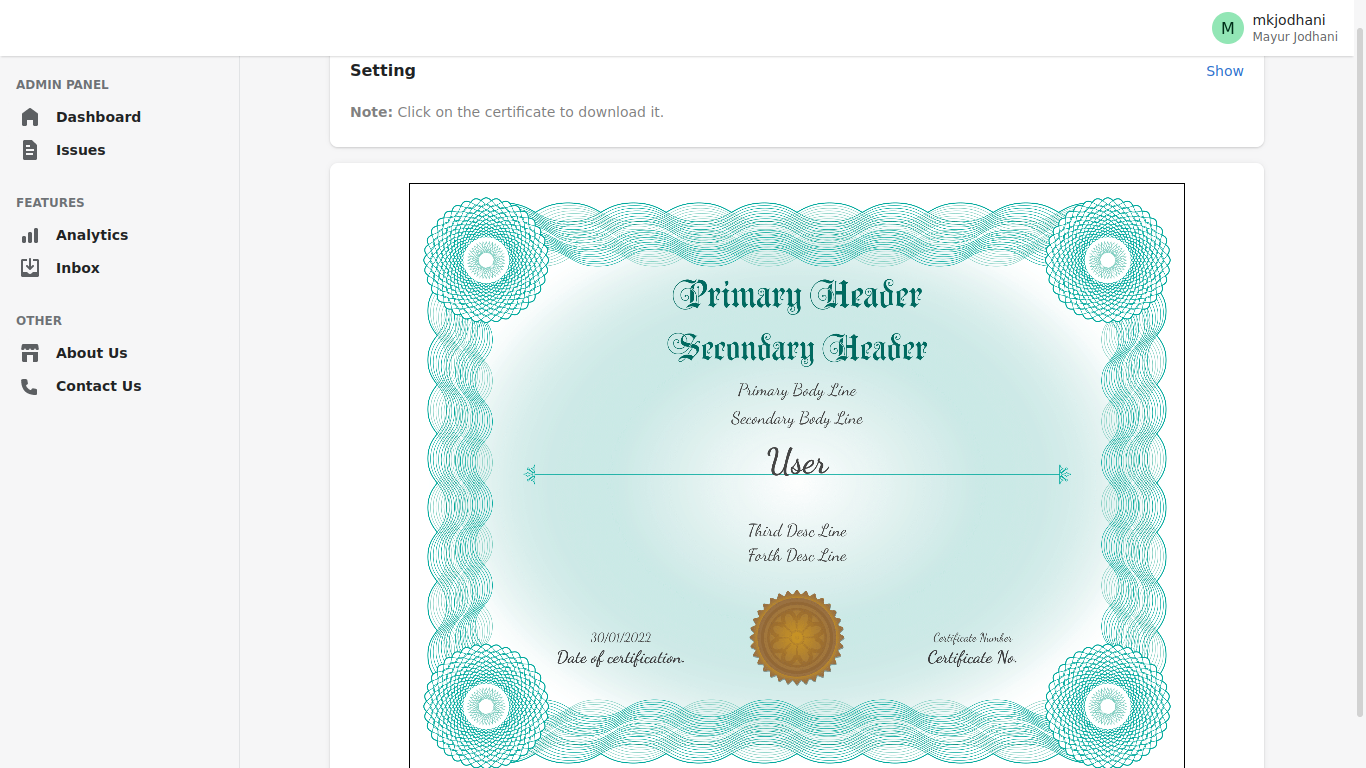 M
mkjodhani
Mayur Jodhani
ADMIN PANEL
Dashboard
Issues
FEATURES
Analytics
Inbox
OTHER
About Us
Contact Us
Setting
Show
Note: Click on the certificate to download it.
Primary Header
Secondary Header
Primary Body Line
Secondary Body Line
User
Third Desc Line
Forth Desc Line
30/01/2022
Date of certification.
Certificate Number
Certificate No.